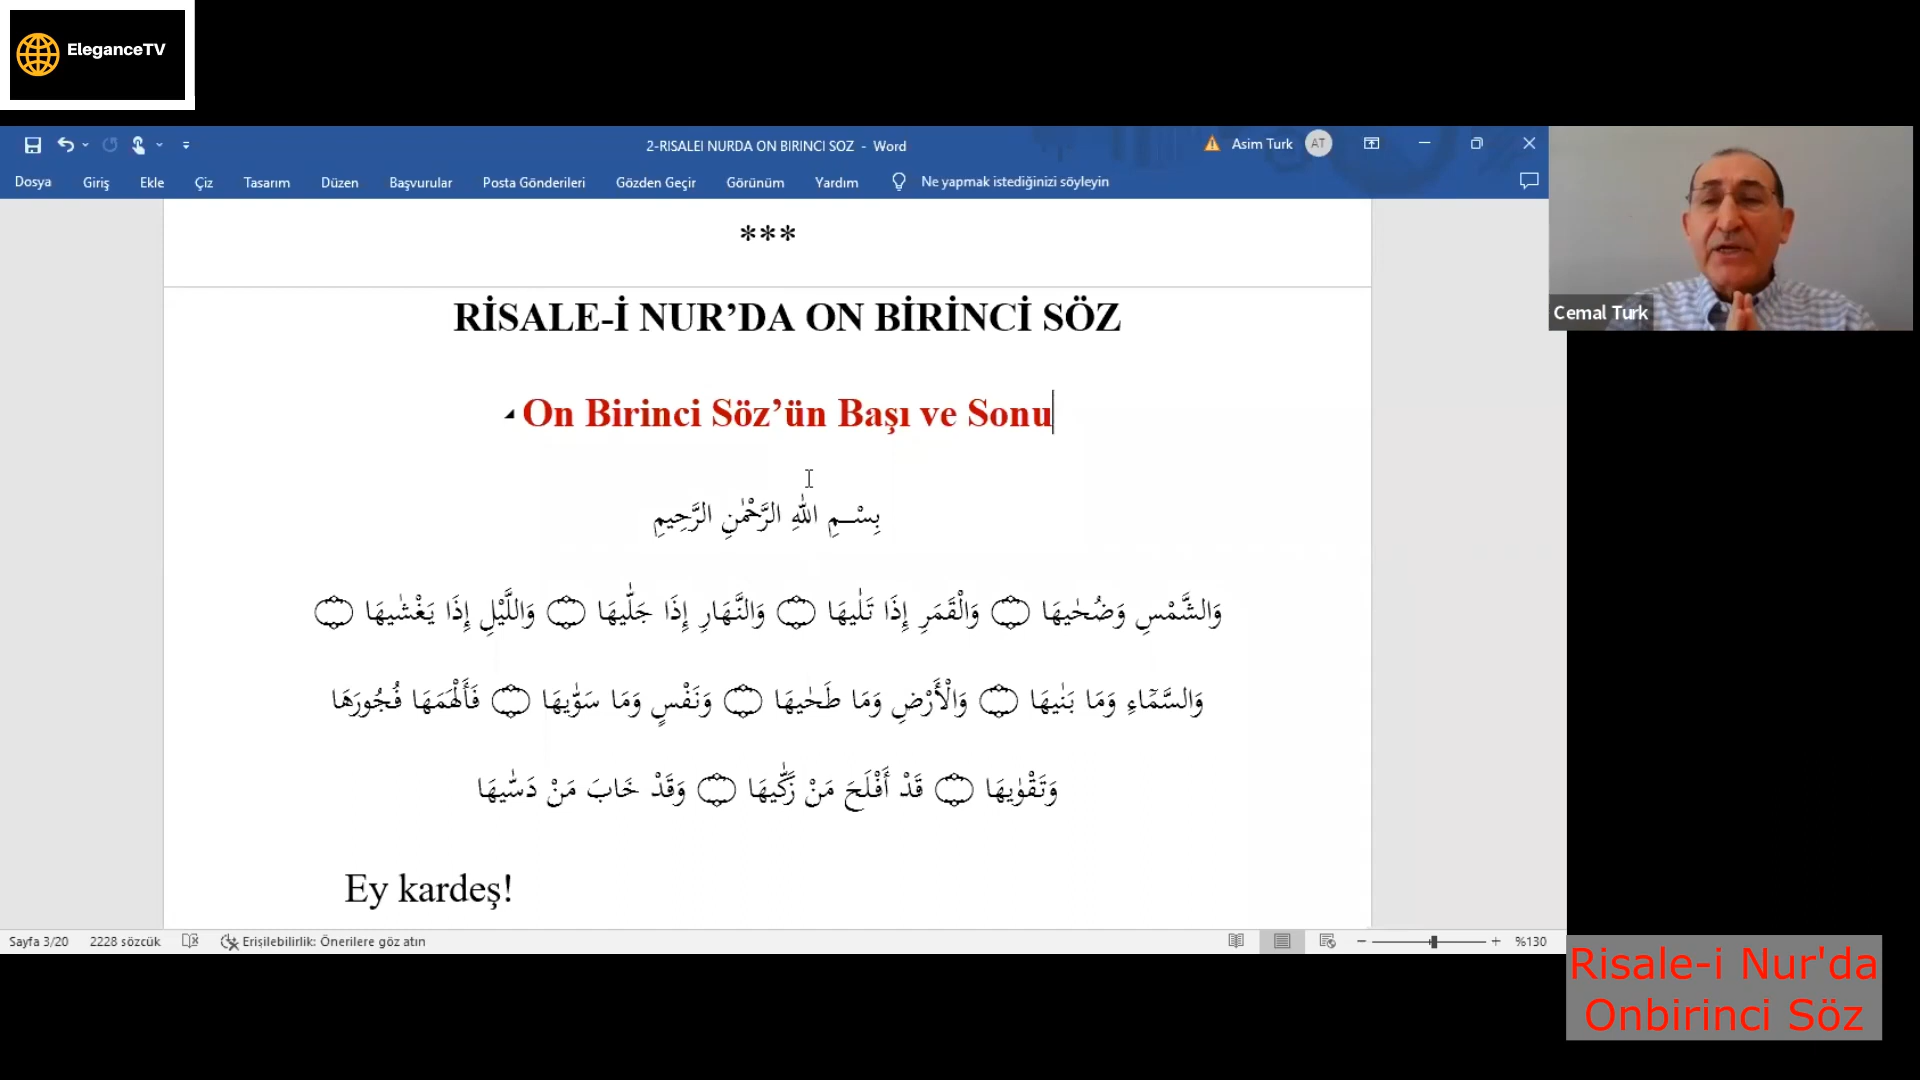 EleganceTV
2-RISALEI NURDA ON BIRINCI SOZ - Word
Asim Turk AT
Dosya Giriş Ekle Çiz Tasarım Düzen Başvurular Posta Gönderileri Gözden Geçir Görünüm Yardım Ne yapmak istediğinizi söyleyin
***
RİSALE-İ NUR’DA ON BİRİNCİ SÖZ
On Birinci Söz’ün Başı ve Sonu
بِسْـــمِ اللّٰهِ الرَّحْمٰنِ الرَّحِيمِ
وَالشَّمْسِ وَضُحٰيهَا ۝ وَالْقَمَرِ إِذَا تَلٰيهَا ۝ وَالنَّهَارِ إِذَا جَلّٰيهَا ۝ وَاللَّيْلِ إِذَا يَغْشٰيهَا ۝
وَالسَّمَٓاءِ وَمَا بَنٰيهَا ۝ وَالْأَرْضِ وَمَا طَحٰيهَا ۝ وَنَفْسٍ وَمَا سَوّٰيهَا ۝ فَأَلْهَمَهَا فُجُورَهَا
وَتَقْوٰيهَا ۝ قَدْ أَفْلَحَ مَنْ زَكّٰيهَا ۝ وَقَدْ خَابَ مَنْ دَسّٰيهَا
Ey kardeş!
Cemal Turk
Sayfa 3/20 2228 sözcük Erişilebilirlik: Önerilere göz atın %130
Risale-i Nur'da
Onbirinci Söz